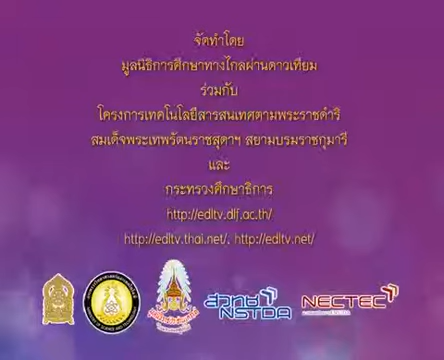 จัดทำโดย
มูลนิธิการศึกษาทางไกลผ่านดาวเทียม
ร่วมกับ
โครงการเทคโนโลยีสารสนเทศตามพระราชดำริ
สมเด็จพระเทพรัตนราชสุดาฯ สยามบรมราชกุมารี
และ
กระทรวงศึกษาธิการ
http://edltv.dlf.ac.th/
http://edltv.thai.net/, http://edltv.net/
สวทช NSTDA
NECTEC